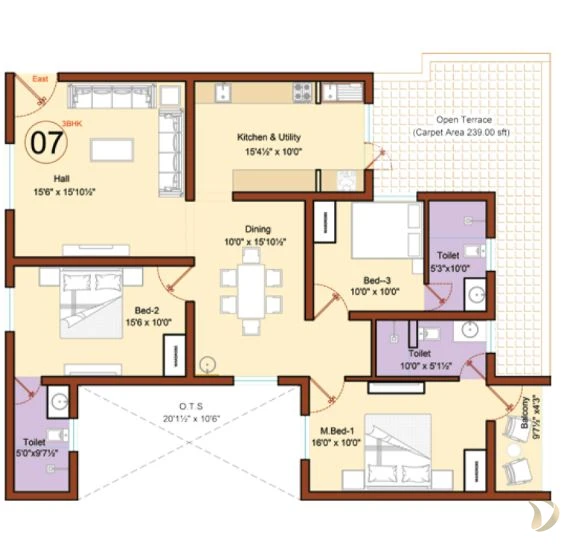 East
3BHK
07
Hall
15'6" x 15'10½"
Kitchen & Utility
15'4½" x 10'0"
Open Terrace
(Carpet Area 239.00 sft)
Dining
10'0" x 15'10½"
WARDROBE
Bed--3
10'0" x 10'0"
Toilet
5'3"x10'0"
Bed-2
15'6 x 10'0"
WARDROBE
Toilet
10'0" x 5'1½"
Toilet
5'0"x9'7½"
O.T.S
20'1½" x 10'6"
M.Bed-1
16'0" x 10'0"
WARDROBE
Balcony
9'7½" x4'3"